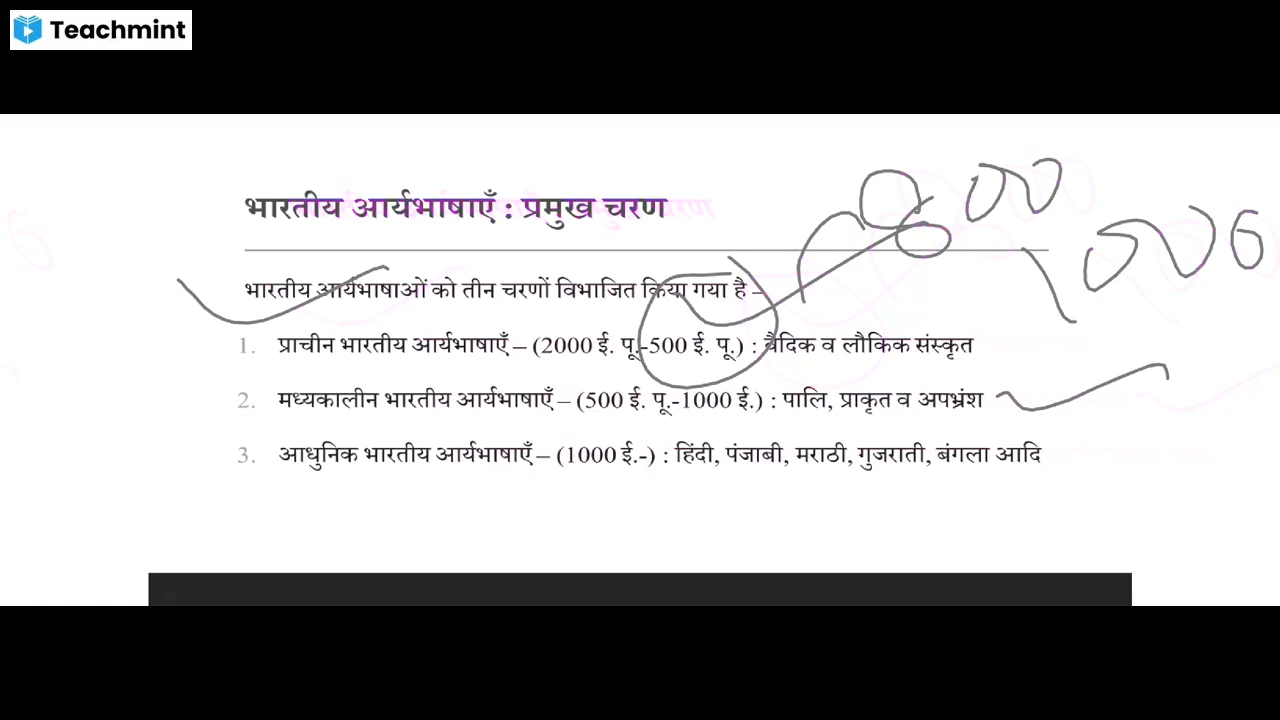 Teachmint
भारतीय आर्यभाषाएँ : प्रमुख चरण
भारतीय आर्यभाषाओं को तीन चरणों विभाजित किया गया है –
1. प्राचीन भारतीय आर्यभाषाएँ – (2000 ई. पू.-500 ई. पू.) : वैदिक व लौकिक संस्कृत
2. मध्यकालीन भारतीय आर्यभाषाएँ – (500 ई. पू.-1000 ई.) : पालि, प्राकृत व अपभ्रंश
3. आधुनिक भारतीय आर्यभाषाएँ – (1000 ई.-) : हिंदी, पंजाबी, मराठी, गुजराती, बंगला आदि